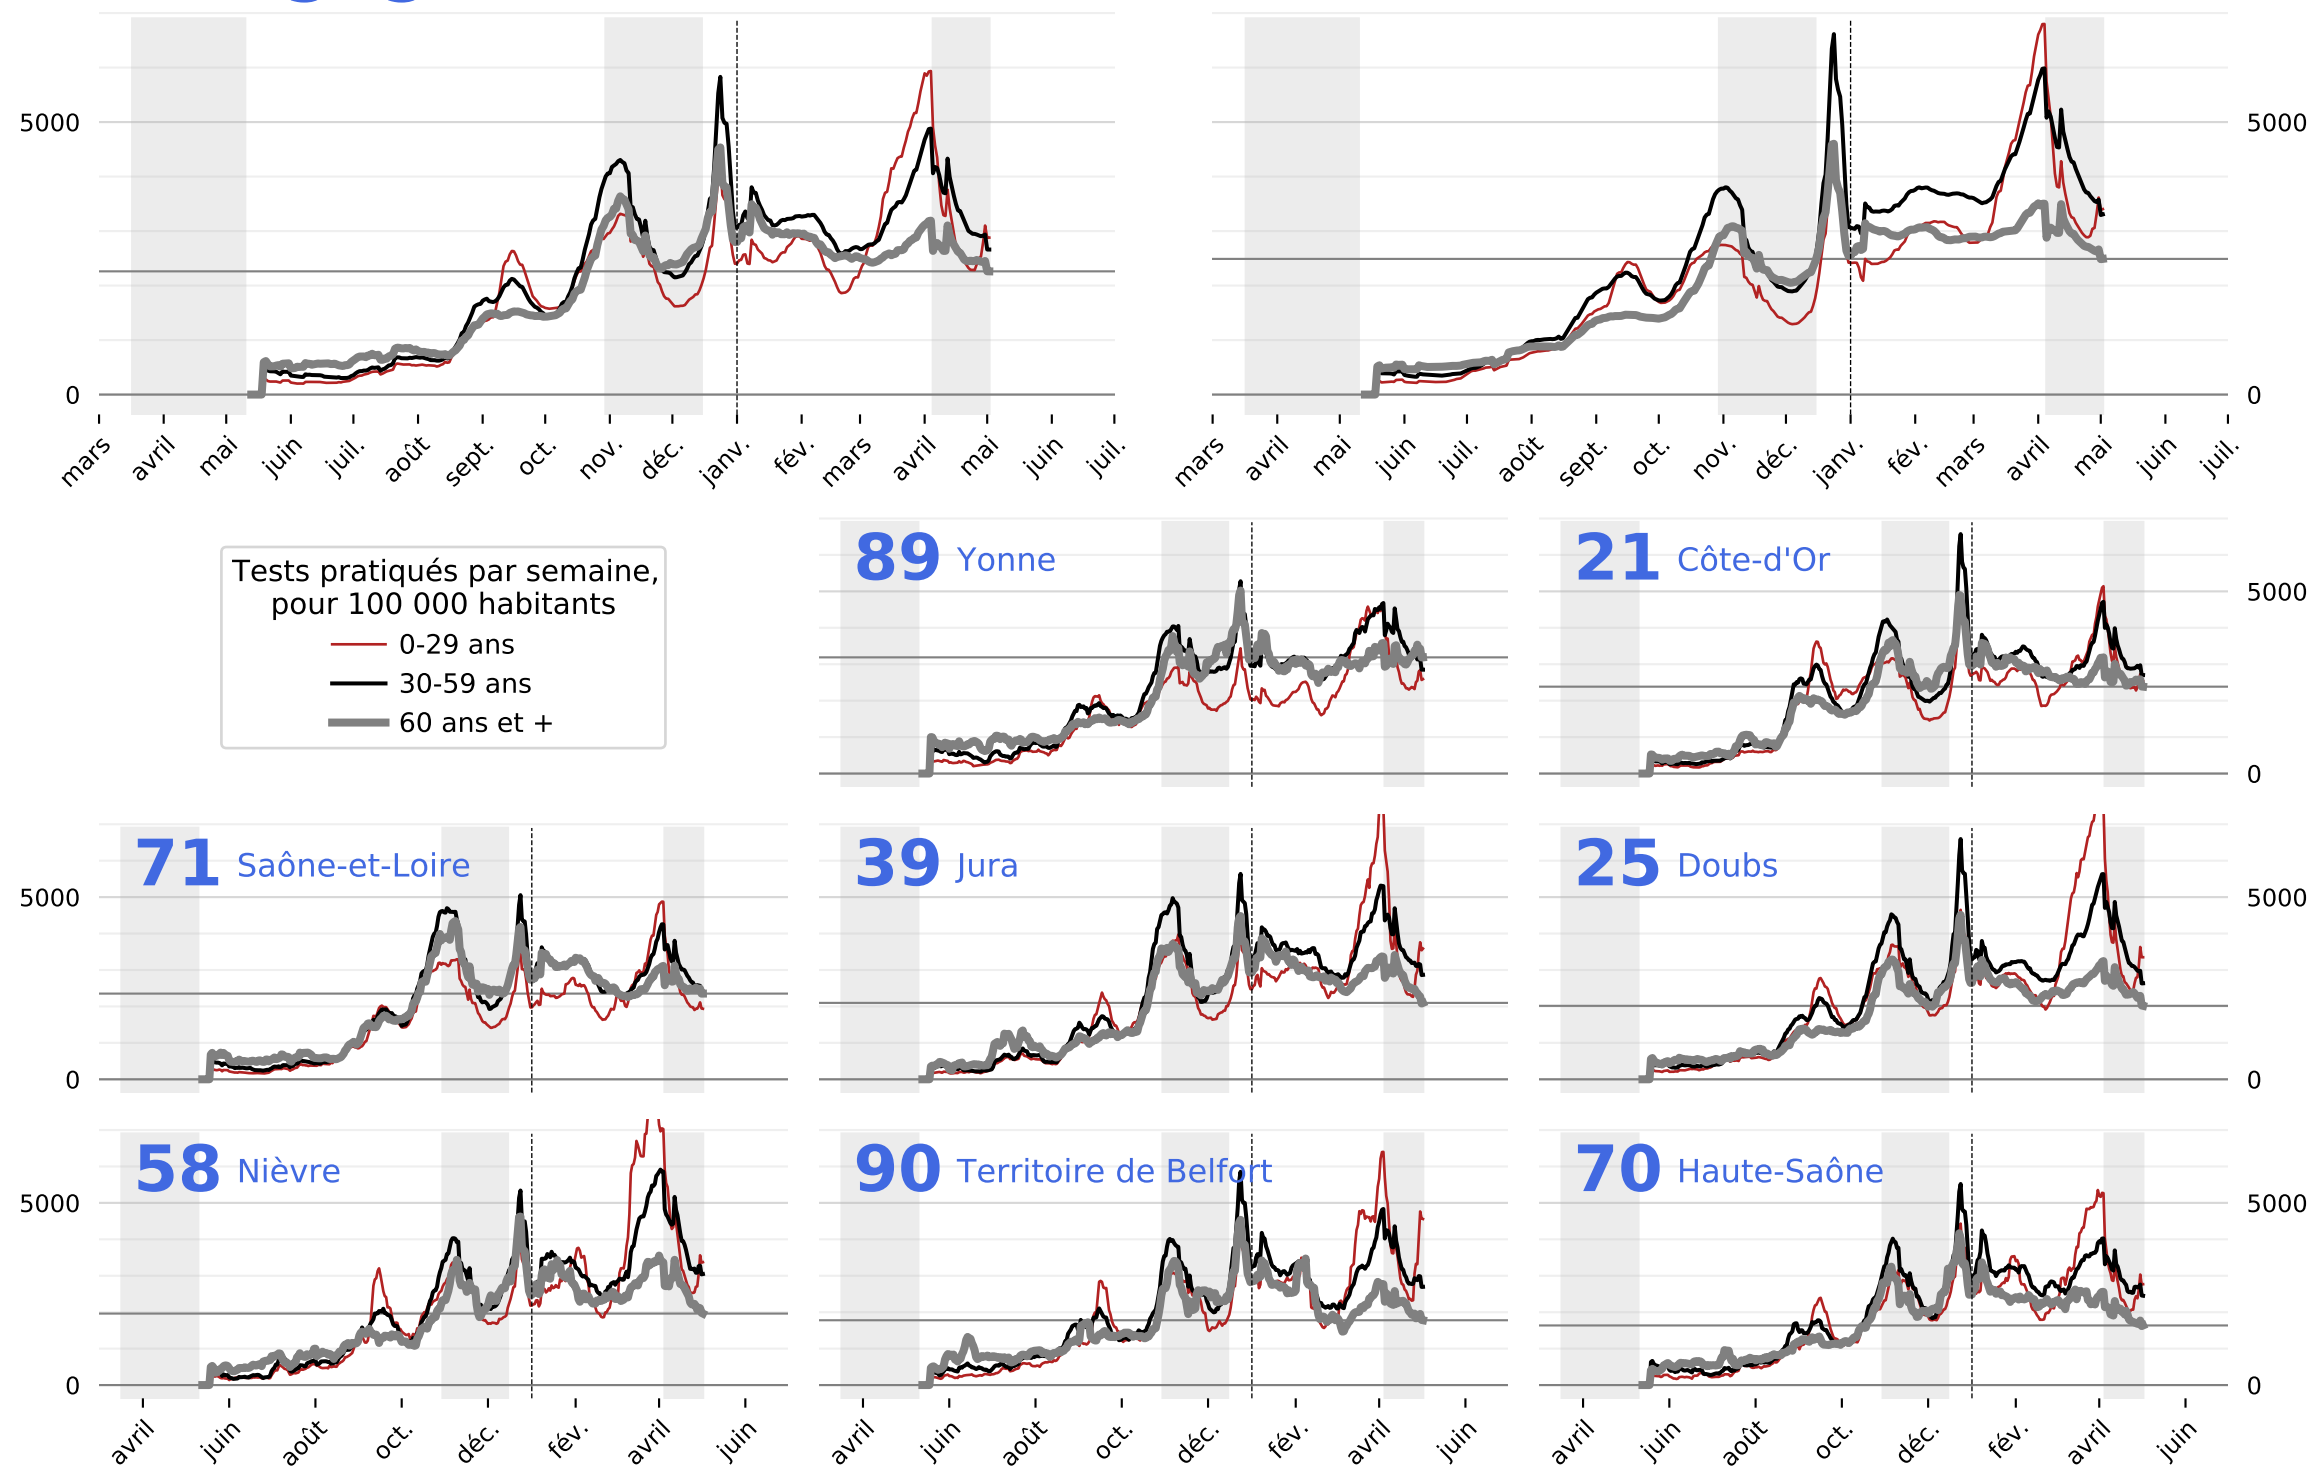 5000
5000
0
0
mars avril mai juin juil. août sept. oct. nov. déc. janv. fév. mars avril mai juin juil.
mars avril mai juin juil. août sept. oct. nov. déc. janv. fév. mars avril mai juin juil.
Tests pratiqués par semaine,
pour 100 000 habitants
0-29 ans
30-59 ans
60 ans et +
89 Yonne
21 Côte-d'Or
5000
0
71 Saône-et-Loire
39 Jura
25 Doubs
5000
5000
0
0
58 Nièvre
90 Territoire de Belfort
70 Haute-Saône
5000
5000
0
0
avril juin août oct. déc. fév. avril juin
avril juin août oct. déc. fév. avril juin
avril juin août oct. déc. fév. avril juin